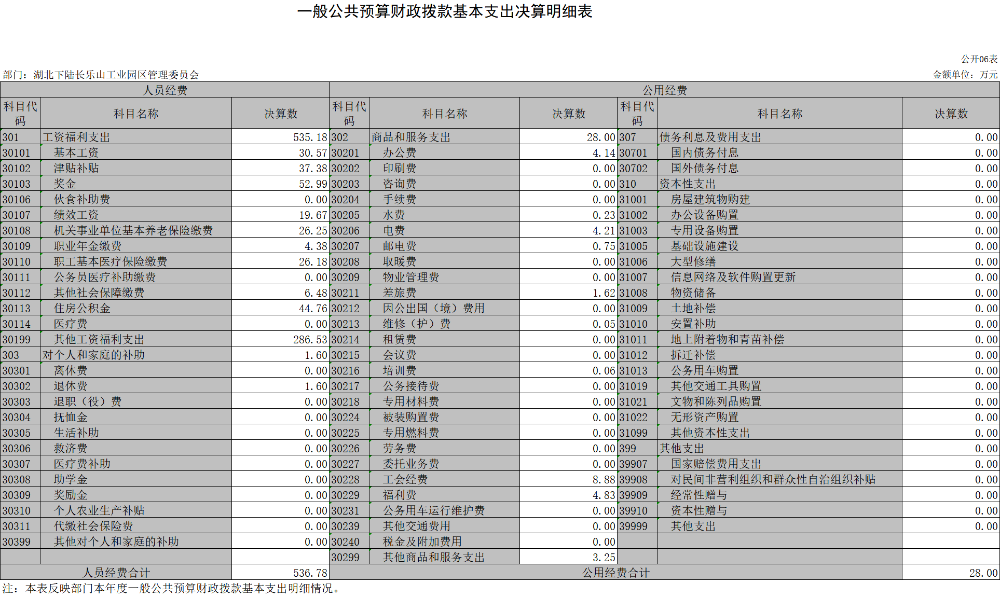 一般公共预算财政拨款基本支出决算明细表
公开06表
部门：湖北下陆长乐山工业园区管理委员会 金额单位：万元
人员经费 公用经费
科目代码 科目名称 决算数 科目代码 科目名称 决算数 科目代码 科目名称 决算数
301 工资福利支出 535.18 302 商品和服务支出 28.00 307 债务利息及费用支出 0.00
30101 基本工资 30.57 30201 办公费 4.14 30701 国内债务付息 0.00
30102 津贴补贴 37.38 30202 印刷费 0.00 30702 国外债务付息 0.00
30103 奖金 52.99 30203 咨询费 0.00 310 资本性支出 0.00
30106 伙食补助费 0.00 30204 手续费 0.00 31001 房屋建筑物购建 0.00
30107 绩效工资 19.67 30205 水费 0.23 31002 办公设备购置 0.00
30108 机关事业单位基本养老保险缴费 26.25 30206 电费 4.21 31003 专用设备购置 0.00
30109 职业年金缴费 4.38 30207 邮电费 0.75 31005 基础设施建设 0.00
30110 职工基本医疗保险缴费 26.18 30208 取暖费 0.00 31006 大型修缮 0.00
30111 公务员医疗补助缴费 0.00 30209 物业管理费 0.00 31007 信息网络及软件购置更新 0.00
30112 其他社会保障缴费 6.48 30211 差旅费 1.62 31008 物资储备 0.00
30113 住房公积金 44.76 30212 因公出国（境）费用 0.00 31009 土地补偿 0.00
30114 医疗费 0.00 30213 维修（护）费 0.05 31010 安置补助 0.00
30199 其他工资福利支出 286.53 30214 租赁费 0.00 31011 地上附着物和青苗补偿 0.00
303 对个人和家庭的补助 1.60 30215 会议费 0.00 31012 拆迁补偿 0.00
30301 离休费 0.00 30216 培训费 0.06 31013 公务用车购置 0.00
30302 退休费 1.60 30217 公务接待费 0.00 31019 其他交通工具购置 0.00
30303 退职（役）费 0.00 30218 专用材料费 0.00 31021 文物和陈列品购置 0.00
30304 抚恤金 0.00 30224 被装购置费 0.00 31022 无形资产购置 0.00
30305 生活补助 0.00 30225 专用燃料费 0.00 31099 其他资本性支出 0.00
30306 救济费 0.00 30226 劳务费 0.00 399 其他支出 0.00
30307 医疗费补助 0.00 30227 委托业务费 0.00 39907 国家赔偿费用支出 0.00
30308 助学金 0.00 30228 工会经费 8.88 39908 对民间非营利组织和群众性自治组织补贴 0.00
30309 奖励金 0.00 30229 福利费 4.83 39909 经常性赠与 0.00
30310 个人农业生产补贴 0.00 30231 公务用车运行维护费 0.00 39910 资本性赠与 0.00
30311 代缴社会保险费 0.00 30239 其他交通费用 0.00 39999 其他支出 0.00
30399 其他对个人和家庭的补助 0.00 30240 税金及附加费用 0.00
30299 其他商品和服务支出 3.25
人员经费合计 536.78 公用经费合计 28.00
注：本表反映部门本年度一般公共预算财政拨款基本支出明细情况。